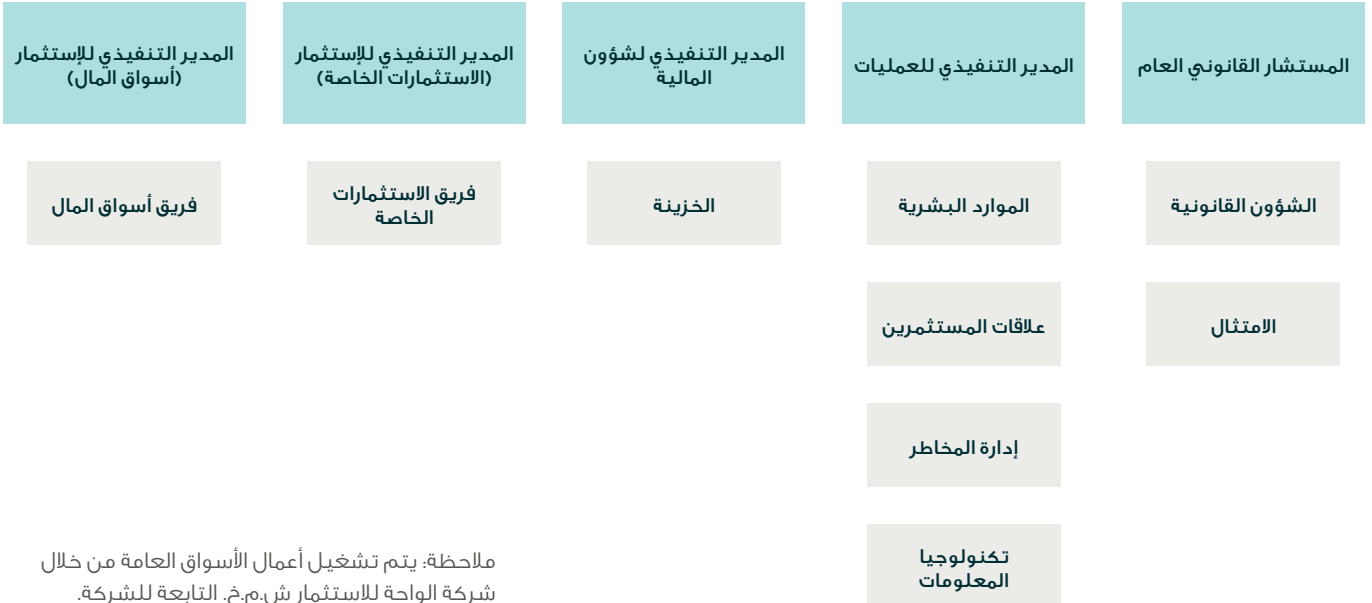 المستشار القانوني العام
المدير التنفيذي للعمليات
المدير التنفيذي لشؤون
المالية
المدير التنفيذي للإستثمار
(الاستثمارات الخاصة)
المدير التنفيذي للإستثمار
(أسواق المال)
الشؤون القانونية
الموارد البشرية
الخزينة
فريق الاستثمارات
الخاصة
فريق أسواق المال
الامتثال
علاقات المستثمرين
إدارة المخاطر
تكنولوجيا
المعلومات
ملاحظة: يتم تشغيل أعمال الأسواق العامة من خلال
شركة الواحة للاستثمار ش.م.خ. التابعة للشركة.